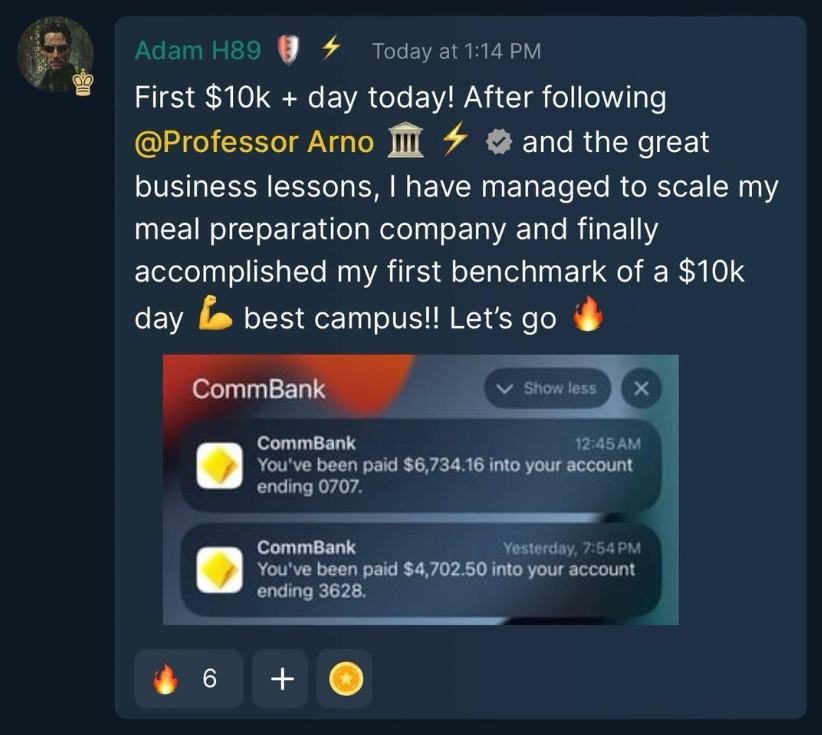 Adam H89 🛡️ ⚡ Today at 1:14 PM
First $10k + day today! After following
@Professor Arno 🏛️ ⚡ and the great
business lessons, I have managed to scale my
meal preparation company and finally
accomplished my first benchmark of a $10k
day 💪 best campus!! Let’s go 🔥
CommBank
Show less
CommBank 12:45 AM
You've been paid $6,734.16 into your account
ending 0707.
CommBank Yesterday, 7:54 PM
You've been paid $4,702.50 into your account
ending 3628.
🔥 6 +